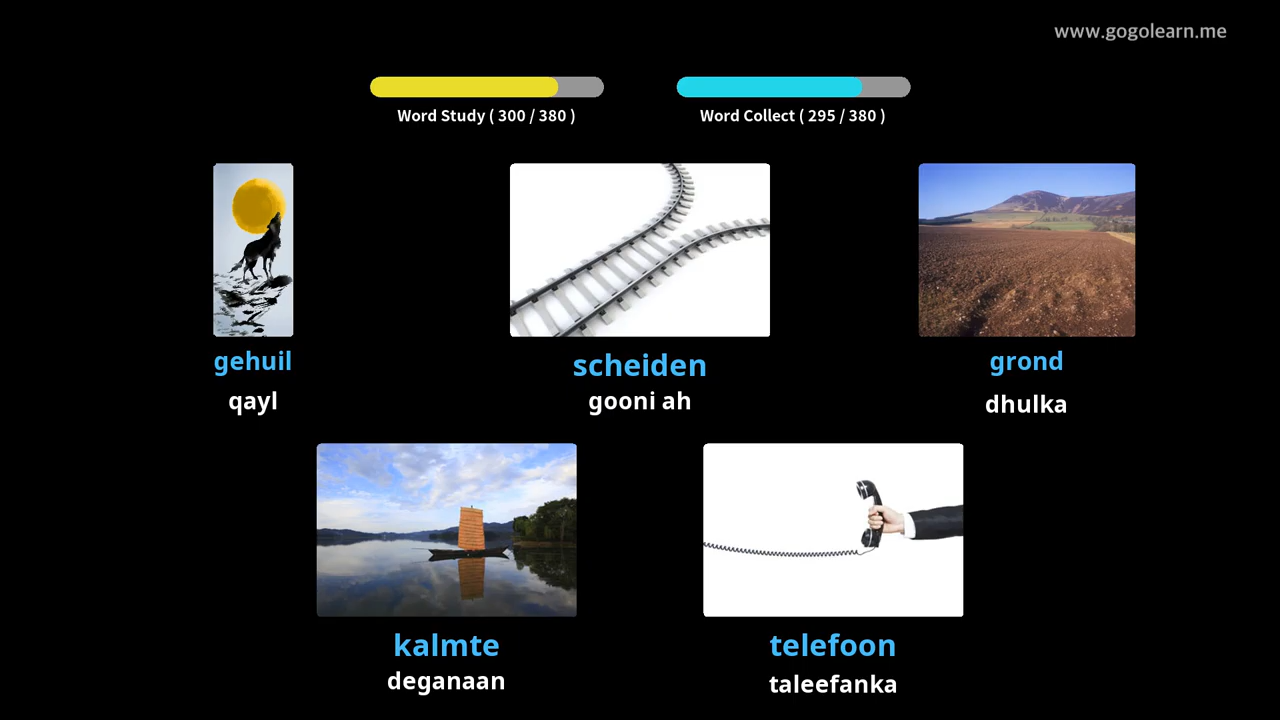 www.gogolearn.me
Word Study ( 300 / 380 )
Word Collect ( 295 / 380 )
gehuil
qayl
scheiden
gooni ah
grond
dhulka
kalmte
deganaan
telefoon
taleefanka